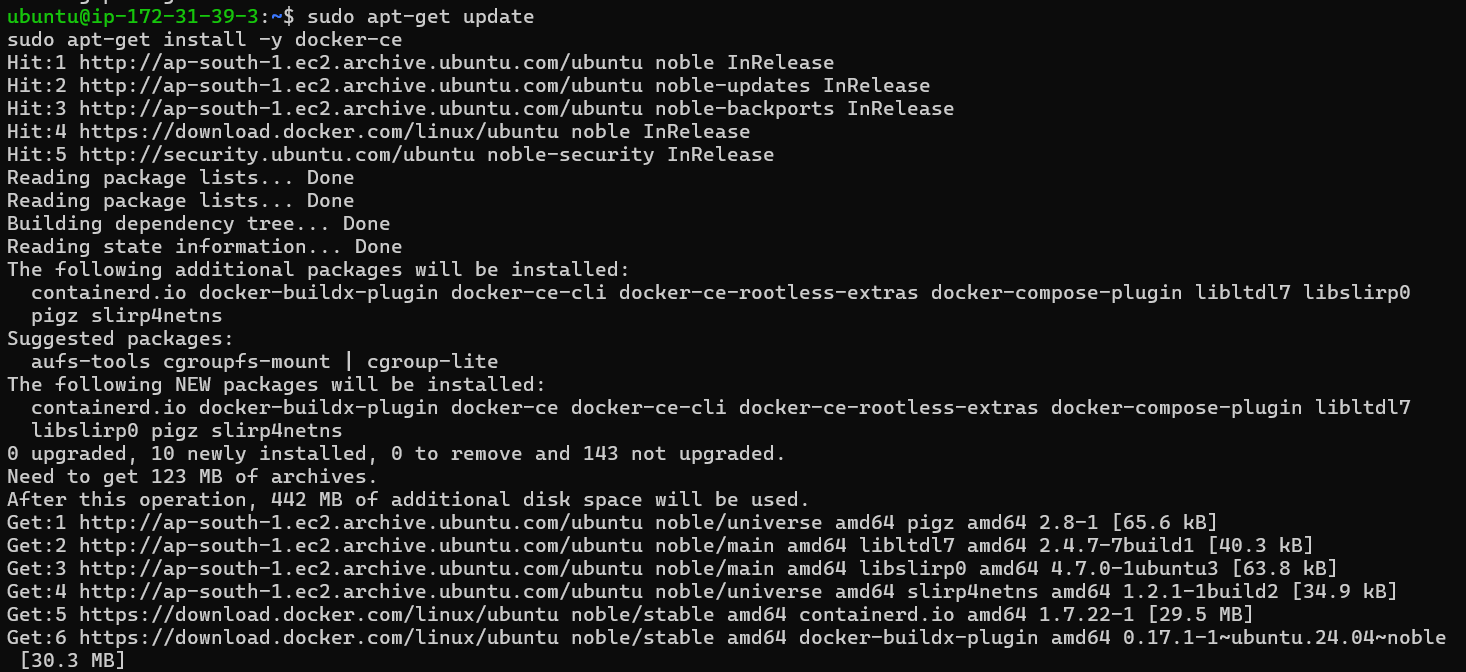 ubuntu@ip-172-31-39-3:~$ sudo apt-get update
sudo apt-get install -y docker-ce
Hit:1 http://ap-south-1.ec2.archive.ubuntu.com/ubuntu noble InRelease
Hit:2 http://ap-south-1.ec2.archive.ubuntu.com/ubuntu noble-updates InRelease
Hit:3 http://ap-south-1.ec2.archive.ubuntu.com/ubuntu noble-backports InRelease
Hit:4 https://download.docker.com/linux/ubuntu noble InRelease
Hit:5 http://security.ubuntu.com/ubuntu noble-security InRelease
Reading package lists... Done
Reading package lists... Done
Building dependency tree... Done
Reading state information... Done
The following additional packages will be installed:
  containerd.io docker-buildx-plugin docker-ce-cli docker-ce-rootless-extras docker-compose-plugin libltdl7 libslirp0
  pigz slirp4netns
Suggested packages:
  aufs-tools cgroupfs-mount | cgroup-lite
The following NEW packages will be installed:
  containerd.io docker-buildx-plugin docker-ce docker-ce-cli docker-ce-rootless-extras docker-compose-plugin libltdl7
  libslirp0 pigz slirp4netns
0 upgraded, 10 newly installed, 0 to remove and 143 not upgraded.
Need to get 123 MB of archives.
After this operation, 442 MB of additional disk space will be used.
Get:1 http://ap-south-1.ec2.archive.ubuntu.com/ubuntu noble/universe amd64 pigz amd64 2.8-1 [65.6 kB]
Get:2 http://ap-south-1.ec2.archive.ubuntu.com/ubuntu noble/main amd64 libltdl7 amd64 2.4.7-7build1 [40.3 kB]
Get:3 http://ap-south-1.ec2.archive.ubuntu.com/ubuntu noble/main amd64 libslirp0 amd64 4.7.0-1ubuntu3 [63.8 kB]
Get:4 http://ap-south-1.ec2.archive.ubuntu.com/ubuntu noble/universe amd64 slirp4netns amd64 1.2.1-1build2 [34.9 kB]
Get:5 https://download.docker.com/linux/ubuntu noble/stable amd64 containerd.io amd64 1.7.22-1 [29.5 MB]
Get:6 https://download.docker.com/linux/ubuntu noble/stable amd64 docker-buildx-plugin amd64 0.17.1-1~ubuntu.24.04~noble
 [30.3 MB]